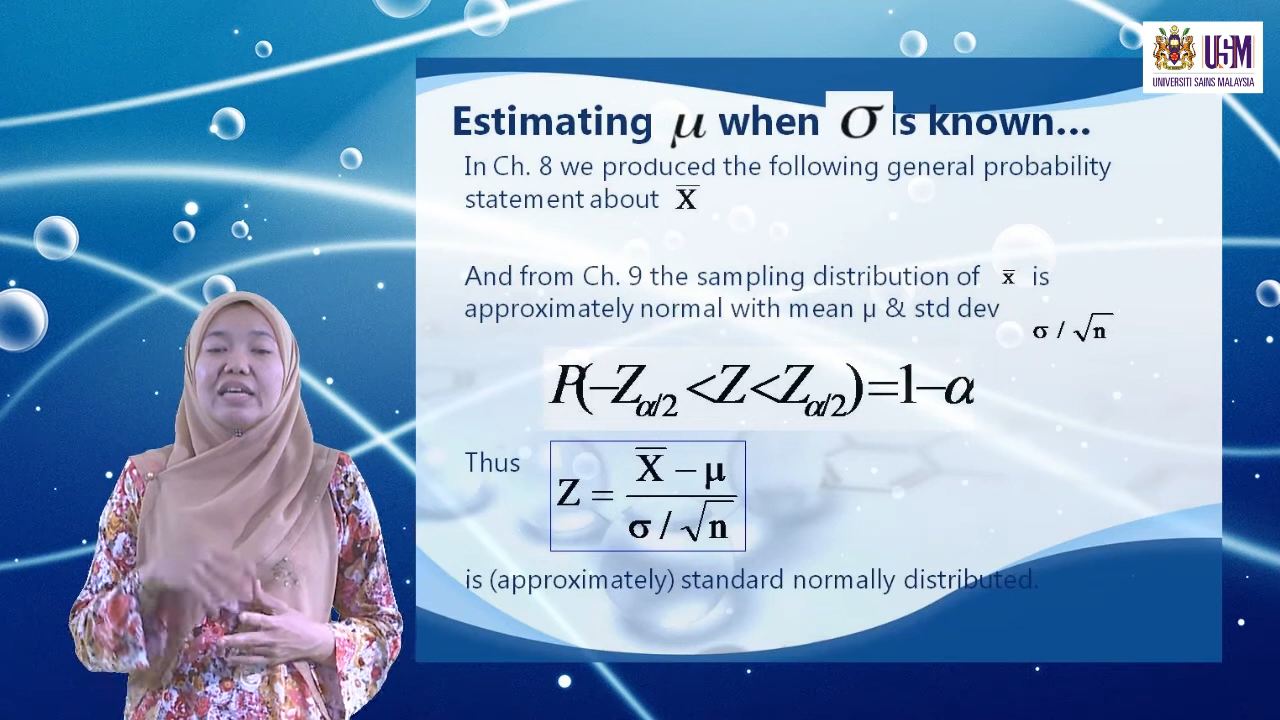 USM
UNIVERSITI SAINS MALAYSIA
Estimating μ when σ is known...
In Ch. 8 we produced the following general probability
statement about X̅
And from Ch. 9 the sampling distribution of x̅ is
approximately normal with mean μ & std dev
σ / √n
P(−Z_{α/2} < Z < Z_{α/2}) = 1 − α
Thus Z = (X̅ − μ) / (σ / √n)
is (approximately) standard normally distributed.